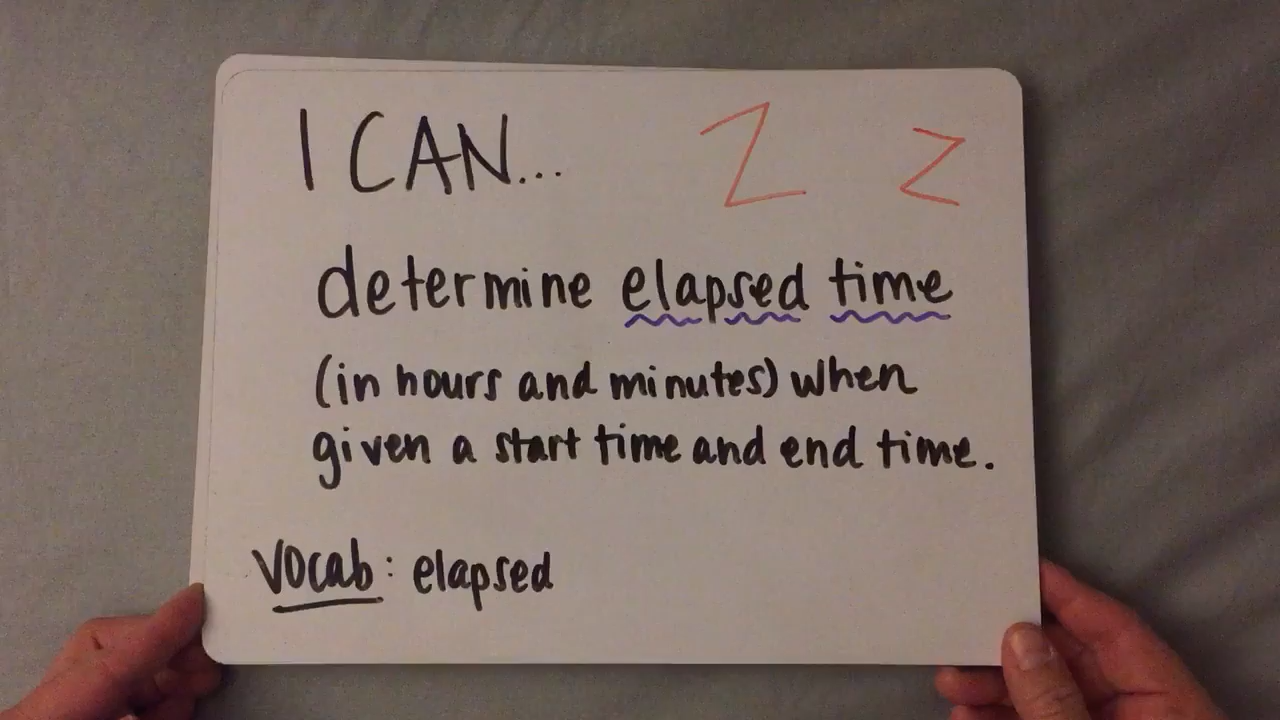 I CAN... Z Z
determine elapsed time
(in hours and minutes) when
given a start time and end time.
vocab: elapsed